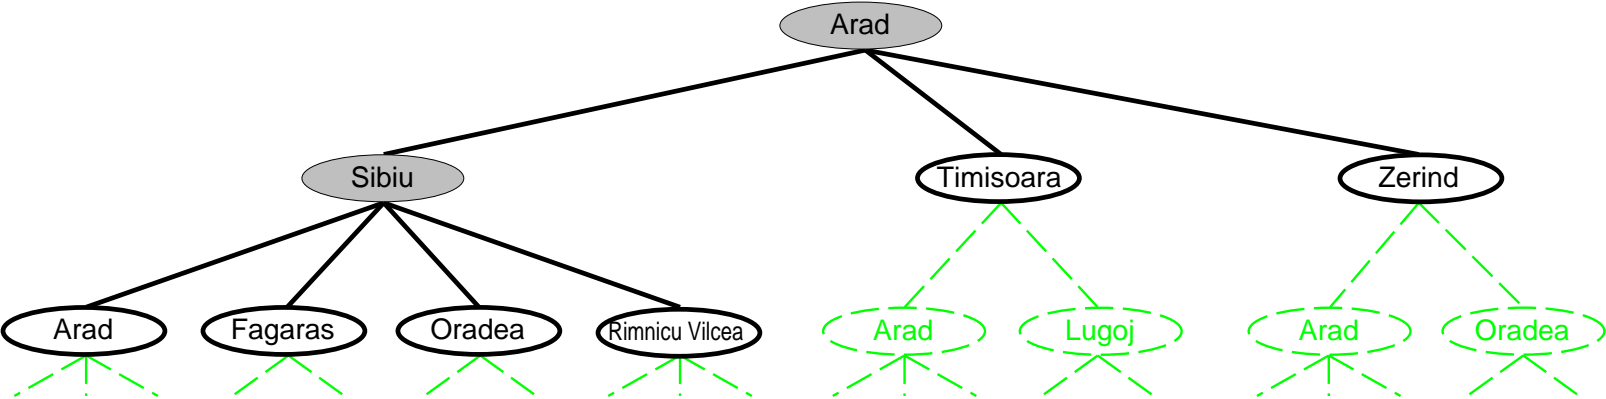 Arad
Sibiu
Timisoara
Zerind
Arad
Fagaras
Oradea
Rimnicu Vilcea
Arad
Lugoj
Arad
Oradea